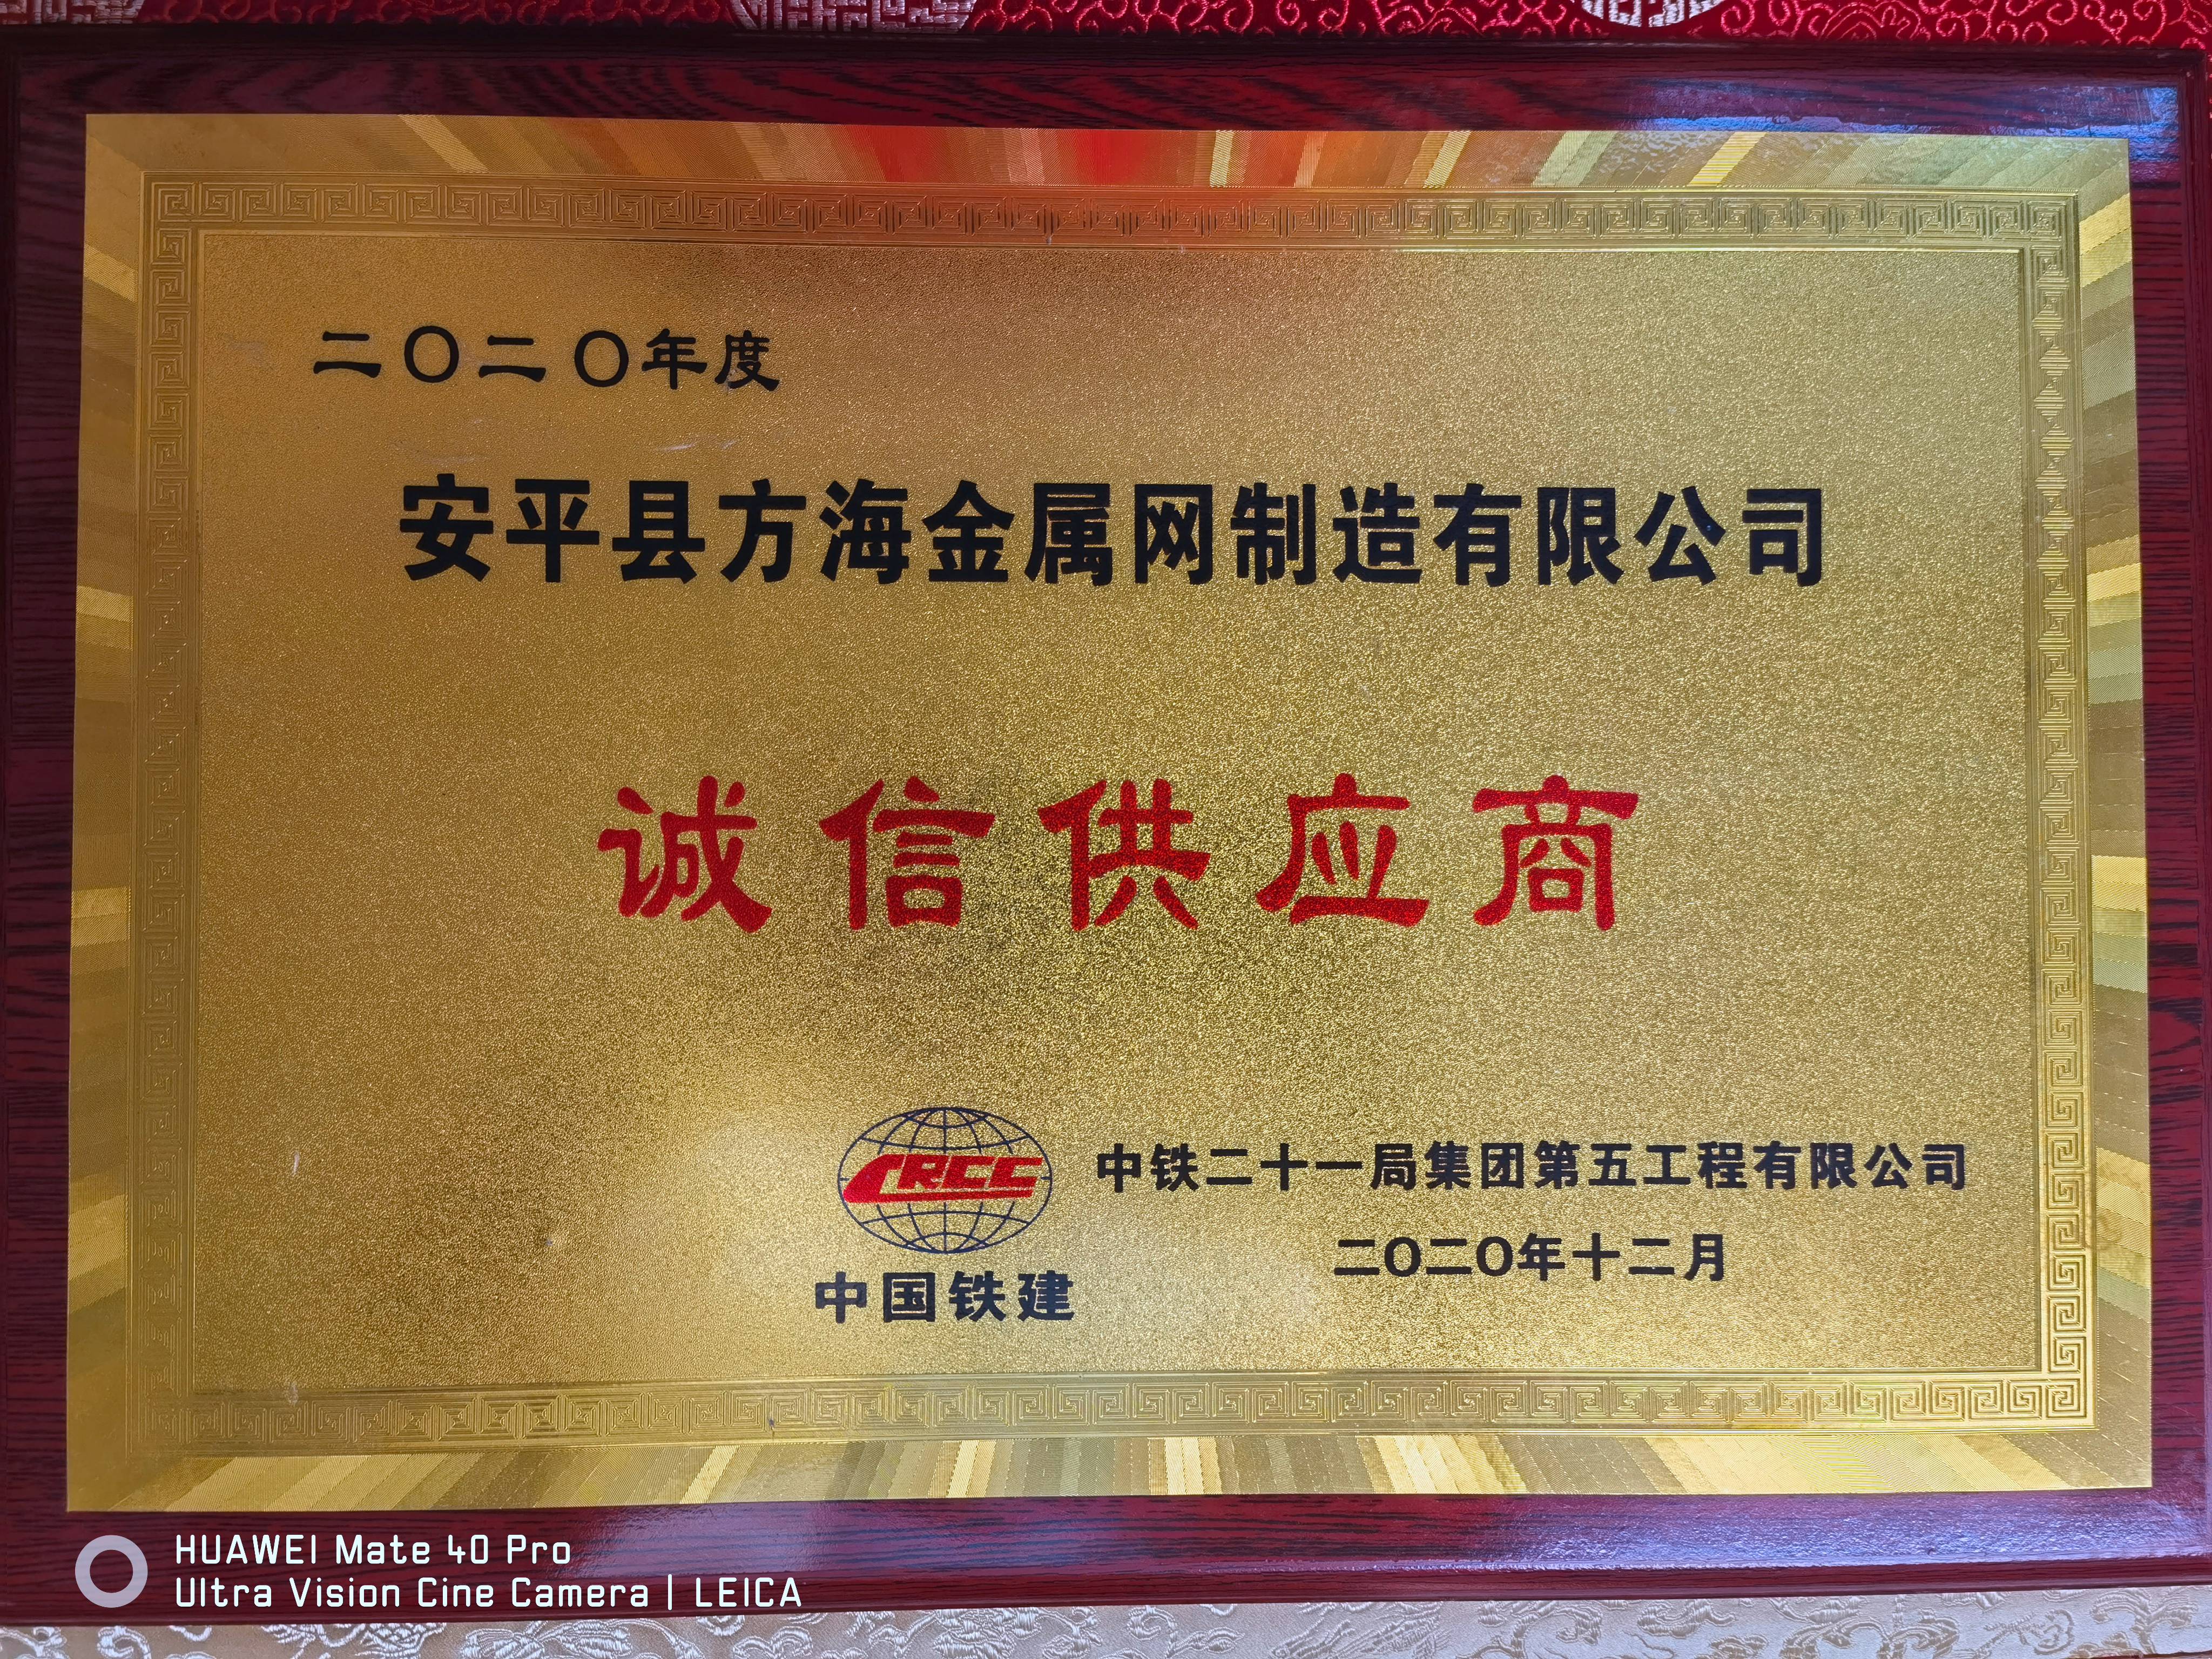 二〇二〇年度
安平县方海金属网制造有限公司
诚信供应商
CRCC
中国铁建
中铁二十一局集团第五工程有限公司
二〇二〇年十二月
HUAWEI Mate 40 Pro
Ultra Vision Cine Camera | LEICA